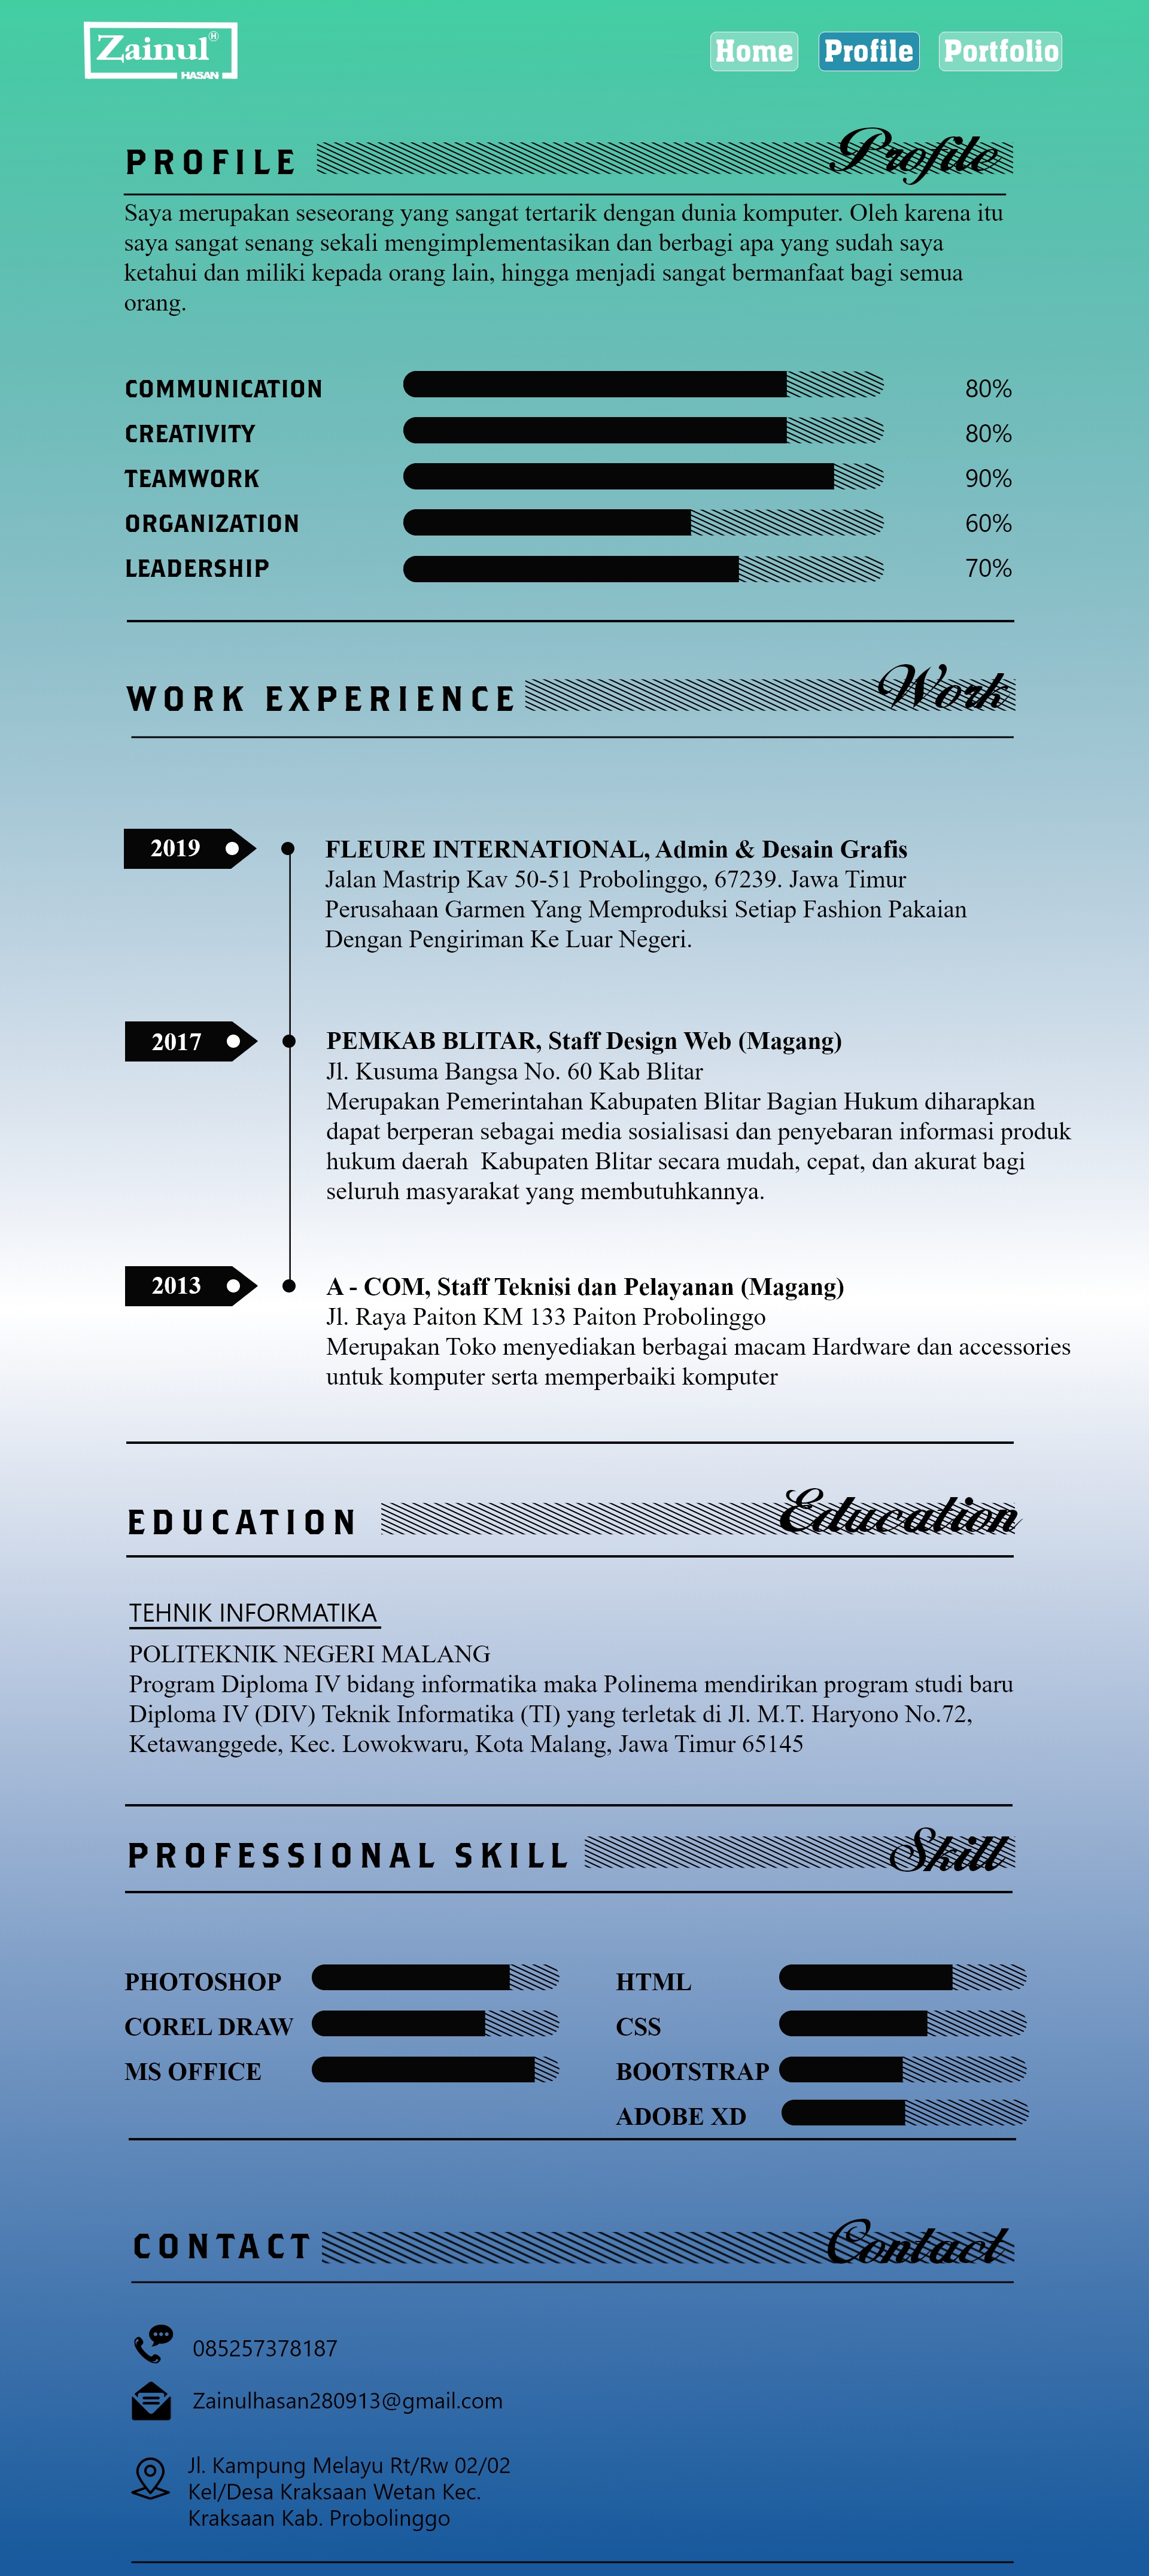 Zainul®
HASAN
Home Profile Portfolio
PROFILE Profile
Saya merupakan seseorang yang sangat tertarik dengan dunia komputer. Oleh karena itu
saya sangat senang sekali mengimplementasikan dan berbagi apa yang sudah saya
ketahui dan miliki kepada orang lain, hingga menjadi sangat bermanfaat bagi semua
orang.
COMMUNICATION 80%
CREATIVITY 80%
TEAMWORK 90%
ORGANIZATION 60%
LEADERSHIP 70%
WORK EXPERIENCE Work
2019
FLEURE INTERNATIONAL, Admin & Desain Grafis
Jalan Mastrip Kav 50-51 Probolinggo, 67239. Jawa Timur
Perusahaan Garmen Yang Memproduksi Setiap Fashion Pakaian
Dengan Pengiriman Ke Luar Negeri.
2017
PEMKAB BLITAR, Staff Design Web (Magang)
Jl. Kusuma Bangsa No. 60 Kab Blitar
Merupakan Pemerintahan Kabupaten Blitar Bagian Hukum diharapkan
dapat berperan sebagai media sosialisasi dan penyebaran informasi produk
hukum daerah  Kabupaten Blitar secara mudah, cepat, dan akurat bagi
seluruh masyarakat yang membutuhkannya.
2013
A - COM, Staff Teknisi dan Pelayanan (Magang)
Jl. Raya Paiton KM 133 Paiton Probolinggo
Merupakan Toko menyediakan berbagai macam Hardware dan accessories
untuk komputer serta memperbaiki komputer
EDUCATION Education
TEHNIK INFORMATIKA
POLITEKNIK NEGERI MALANG
Program Diploma IV bidang informatika maka Polinema mendirikan program studi baru
Diploma IV (DIV) Teknik Informatika (TI) yang terletak di Jl. M.T. Haryono No.72,
Ketawanggede, Kec. Lowokwaru, Kota Malang, Jawa Timur 65145
PROFESSIONAL SKILL Skill
PHOTOSHOP
COREL DRAW
MS OFFICE
HTML
CSS
BOOTSTRAP
ADOBE XD
CONTACT Contact
085257378187
Zainulhasan280913@gmail.com
Jl. Kampung Melayu Rt/Rw 02/02
Kel/Desa Kraksaan Wetan Kec.
Kraksaan Kab. Probolinggo